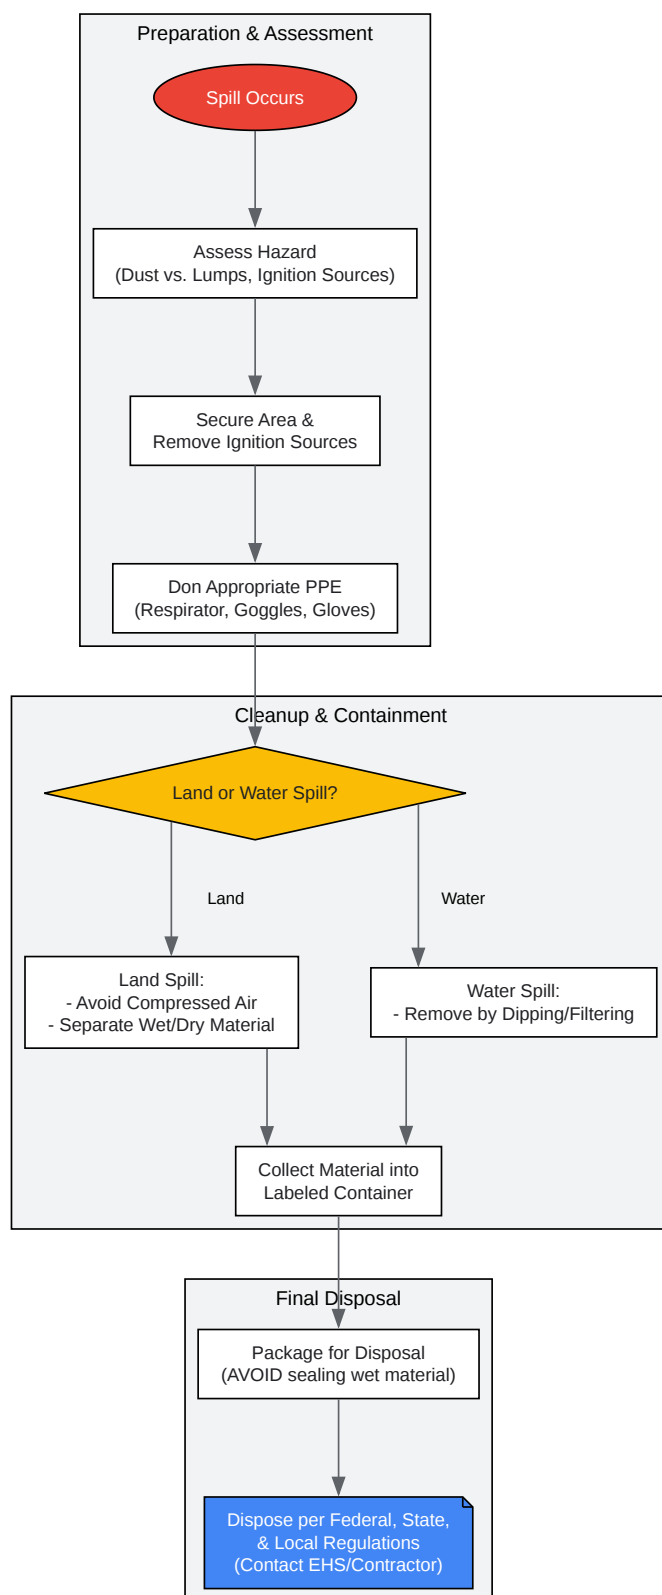 Preparation & Assessment
Spill Occurs
Assess Hazard
(Dust vs. Lumps, Ignition Sources)
Secure Area &
Remove Ignition Sources
Don Appropriate PPE
(Respirator, Goggles, Gloves)
Cleanup & Containment
Land or Water Spill?
Land
Water
Land Spill:
- Avoid Compressed Air
- Separate Wet/Dry Material
Water Spill:
- Remove by Dipping/Filtering
Collect Material into
Labeled Container
Final Disposal
Package for Disposal
(AVOID sealing wet material)
Dispose per Federal, State,
& Local Regulations
(Contact EHS/Contractor)